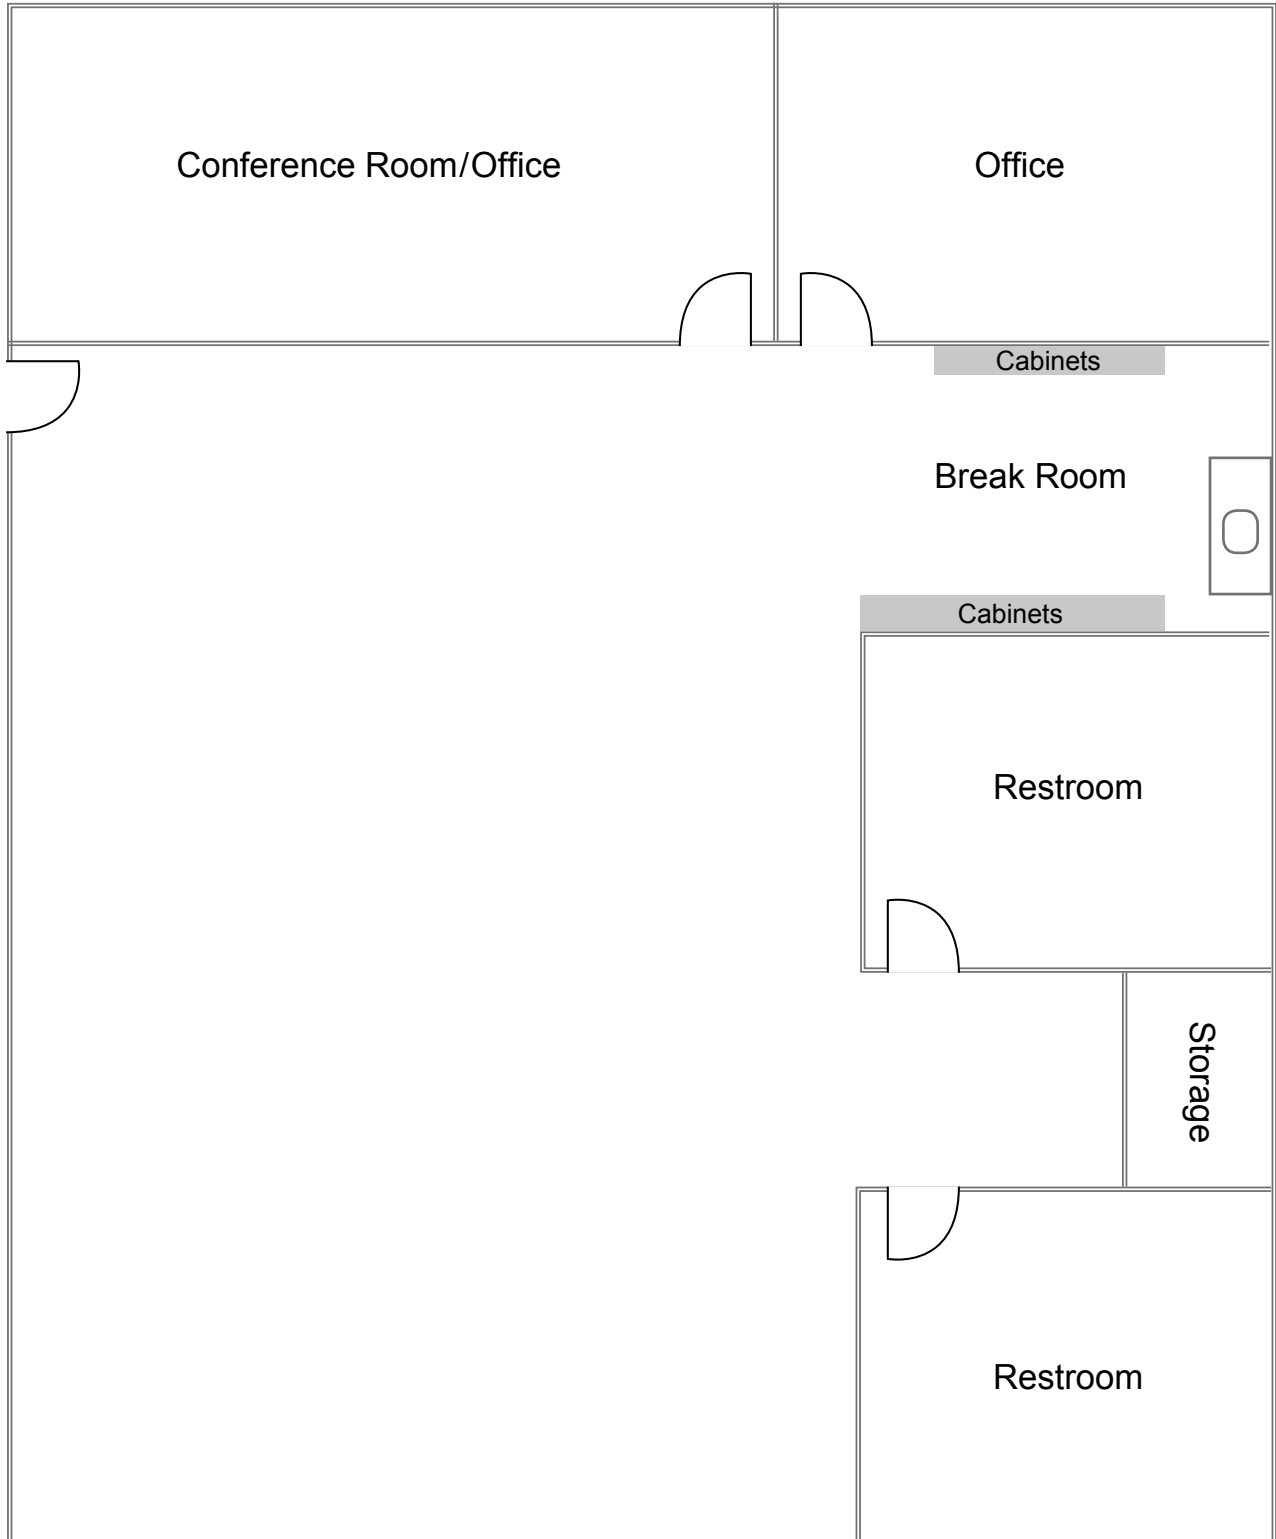 Conference Room/Office
Office
Cabinets
Break Room
Cabinets
Restroom
Storage
Restroom